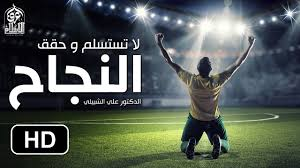 لا تستسلم و حقق
النجاح
الدكتور علي الشبيلي
HD